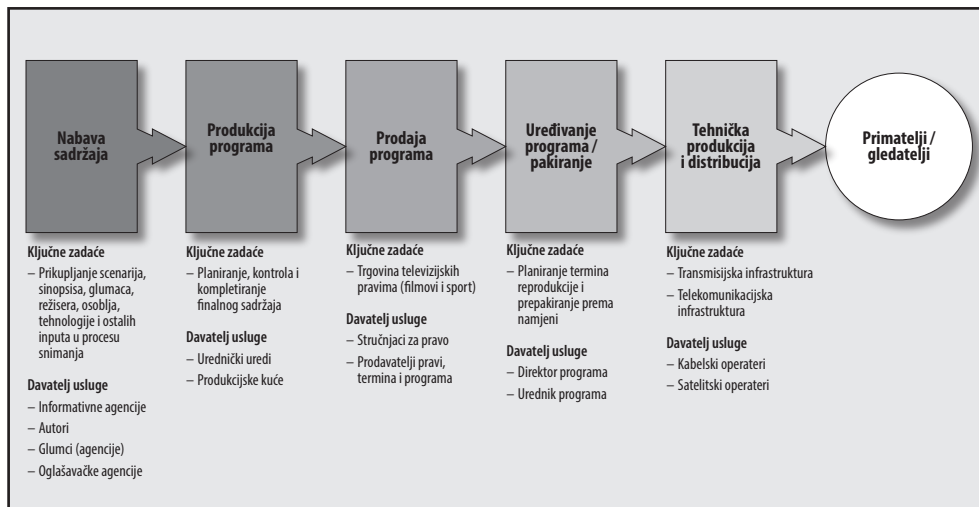 Nabava
sadržaja
Produkcija
programa
Prodaja
programa
Uređivanje
programa /
pakiranje
Tehnička
produkcija
i distribucija
Primatelji /
gledatelji
Ključne zadaće
– Prikupljanje scenarija,
sinopsisa, glumaca,
režisera, osoblja,
tehnologije i ostalih
inputa u procesu
snimanja
Davatelj usluge
– Informativne agencije
– Autori
– Glumci (agencije)
– Oglašavačke agencije
Ključne zadaće
– Planiranje, kontrola i
kompletiranje
finalnog sadržaja
Davatelj usluge
– Urednički uredi
– Produkcijske kuće
Ključne zadaće
– Trgovina televizijskih
pravima (filmovi i sport)
Davatelj usluge
– Stručnjaci za pravo
– Prodavatelji pravi,
termina i programa
Ključne zadaće
– Planiranje termina
reprodukcije i
prepakiranje prema
namjeni
Davatelj usluge
– Direktor programa
– Urednik programa
Ključne zadaće
– Transmisijska infrastruktura
– Telekomunikacijska
infrastruktura
Davatelj usluge
– Kabelski operateri
– Satelitski operateri